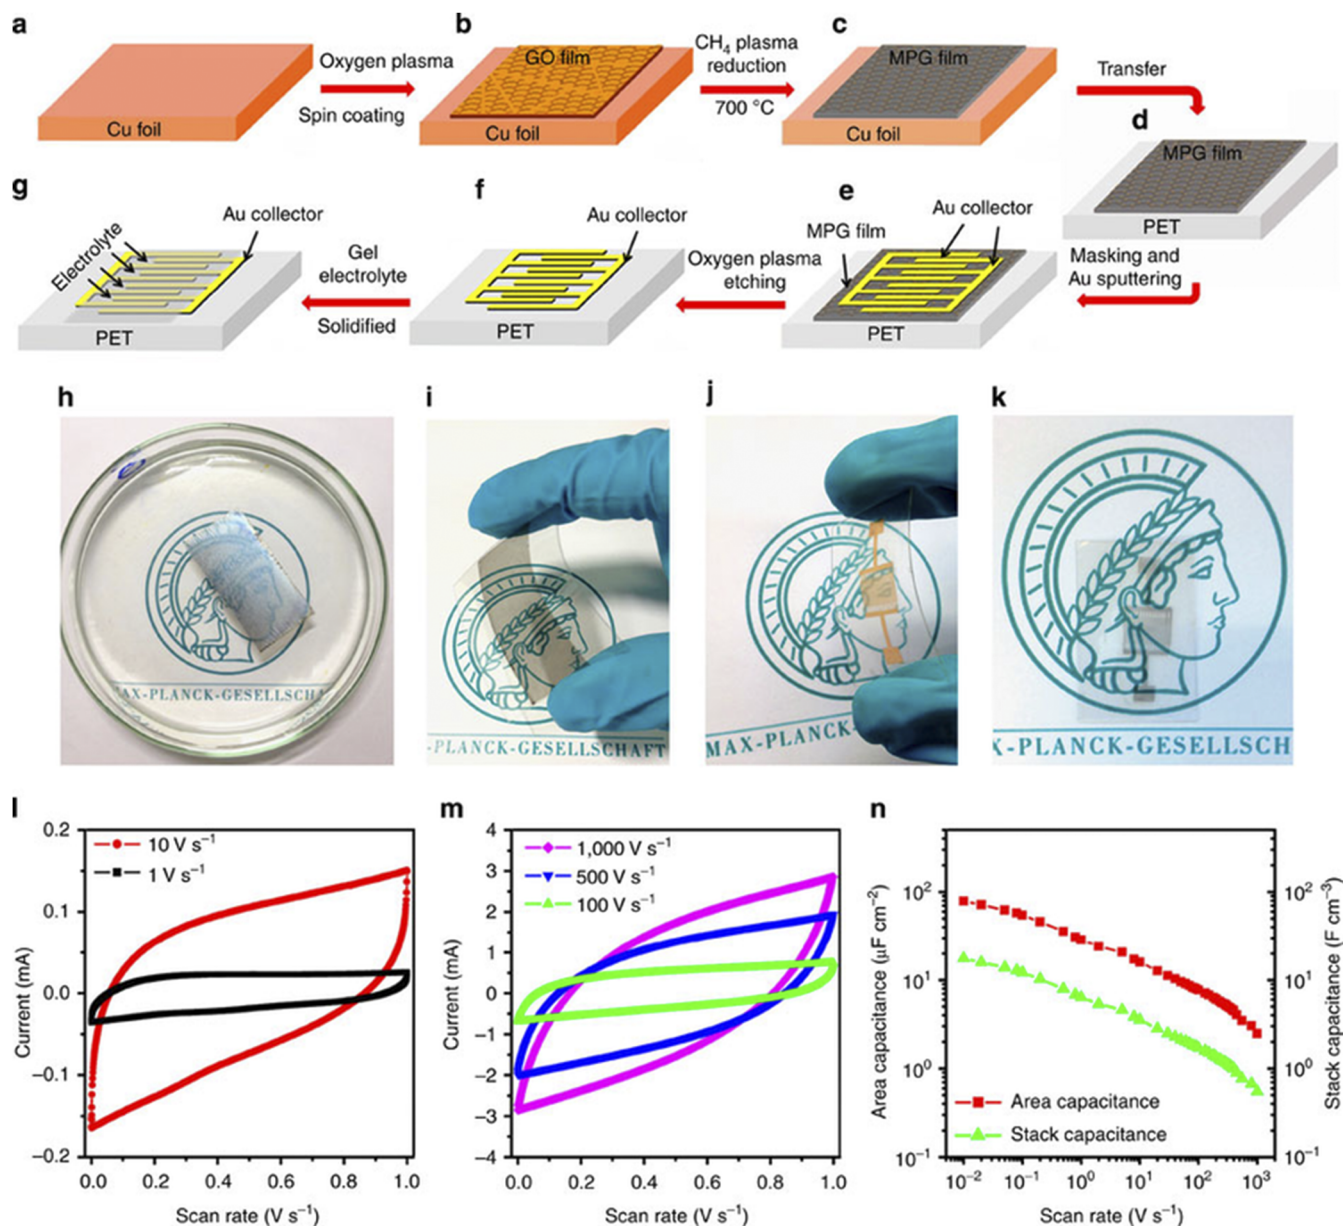 a
b
c
Oxygen plasma
Spin coating
GO film
CH4 plasma
reduction
700 °C
MPG film
Transfer
Cu foil
Cu foil
Cu foil
d
MPG film
PET
g
f
e
Au collector
Electrolyte
Gel
electrolyte
Solidified
PET
Au collector
Oxygen plasma
etching
PET
MPG film
Au collector
PET
Masking and
Au sputtering
h
i
j
k
MAX-PLANCK-GESELLSCHA
-PLANCK-GESELLSCHAFT
MAX-PLANCK-
X-PLANCK-GESELLSCH
l
10 V s−1
1 V s−1
Current (mA)
0.2
0.1
0.0
−0.1
−0.2
0.0 0.2 0.4 0.6 0.8 1.0
Scan rate (V s−1)
m
1,000 V s−1
500 V s−1
100 V s−1
Current (mA)
4
3
2
1
0
−1
−2
−3
−4
0.0 0.2 0.4 0.6 0.8 1.0
Scan rate (V s−1)
n
Area capacitance (μF cm−2)
10²
10¹
10⁰
10−1
Area capacitance
Stack capacitance
10²
10¹
10⁰
10−1
Stack capacitance (F cm−3)
10−2 10−1 10⁰ 10¹ 10² 10³
Scan rate (V s−1)